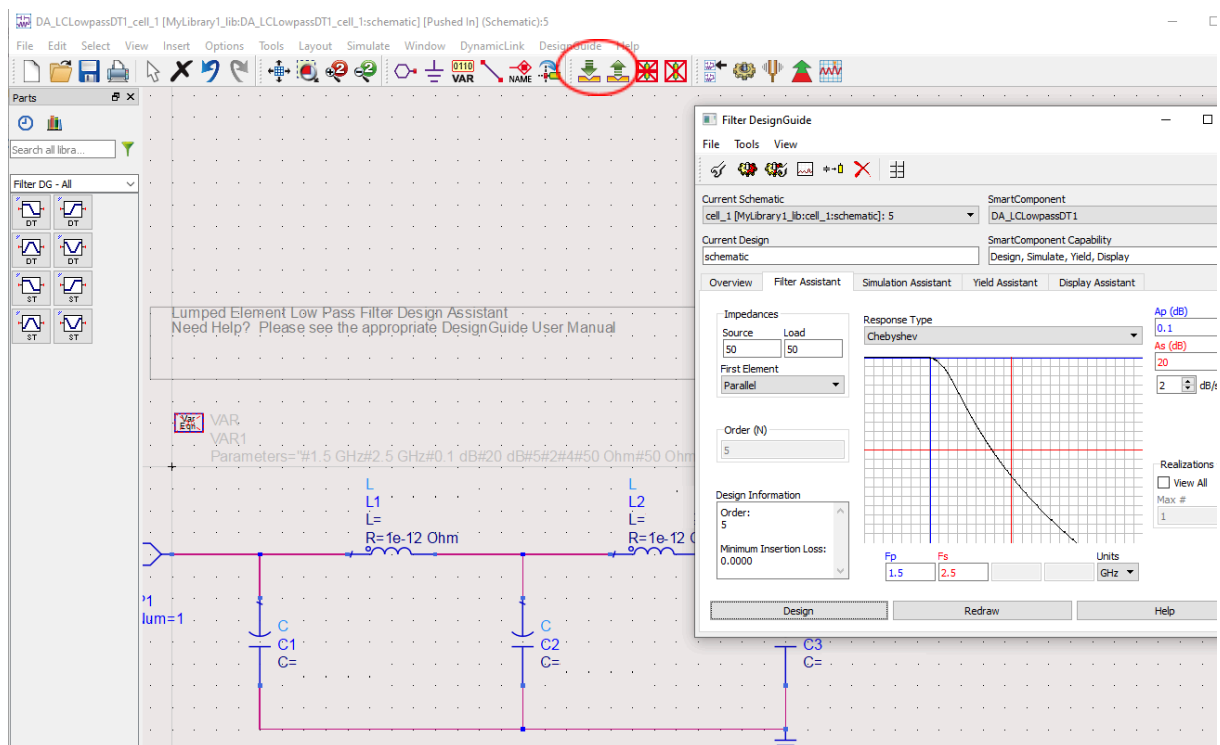 DA_LCLowpassDT1_cell_1 [MyLibrary1_lib:DA_LCLowpassDT1_cell_1:schematic] [Pushed In] (Schematic):5
File Edit Select View Insert Options Tools Layout Simulate Window DynamicLink DesignGuide Help
0110
VAR
NAME
Parts
Search all libra...
Filter DG - All
DT
DT
DT
DT
ST
ST
ST
ST
Lumped Element Low Pass Filter Design Assistant
Need Help? Please see the appropriate DesignGuide User Manual
Var
Eqn
VAR
VAR1
Parameters="#1.5 GHz#2.5 GHz#0.1 dB#20 dB#5#2#4#50 Ohm#50 Ohm
L
L1
L=
R=1e-12 Ohm
L
L2
L=
R=1e-12
C
C1
C=
C
C2
C=
C3
C=
Num=1
Filter DesignGuide
File Tools View
Current Schematic
cell_1 [MyLibrary1_lib:cell_1:schematic]: 5
SmartComponent
DA_LCLowpassDT1
Current Design
schematic
SmartComponent Capability
Design, Simulate, Yield, Display
Overview Filter Assistant Simulation Assistant Yield Assistant Display Assistant
Impedances
Source Load
50 50
First Element
Parallel
Order (N)
5
Design Information
Order:
5
Minimum Insertion Loss:
0.0000
Response Type
Chebyshev
Ap (dB)
0.1
As (dB)
20
2 dB/
Realizations
View All
Max #
1
Fp Fs Units
1.5 2.5 GHz
Design Redraw Help